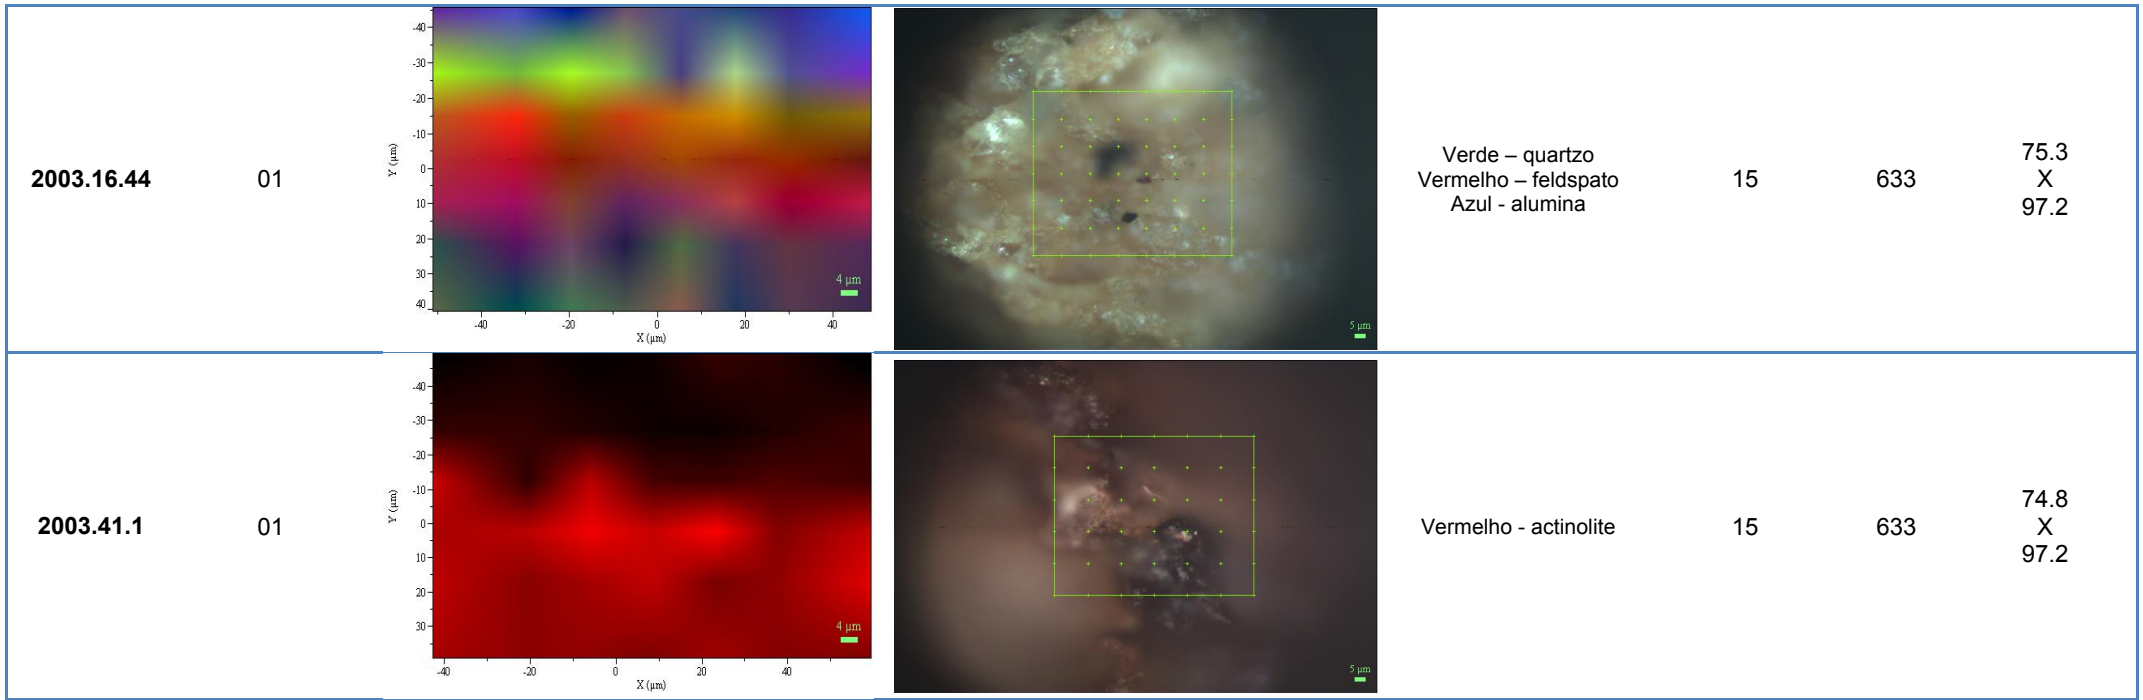 2003.16.44
01
-40
-30
-20
-10
0
10
20
30
40
Y (µm)
-40
-20
0
20
40
X (µm)
4 µm
5 µm
Verde – quartzo
Vermelho – feldspato
Azul - alumina
15
633
75.3
X
97.2
2003.41.1
01
-40
-30
-20
-10
0
10
20
30
Y (µm)
-40
-20
0
20
40
X (µm)
4 µm
5 µm
Vermelho - actinolite
15
633
74.8
X
97.2